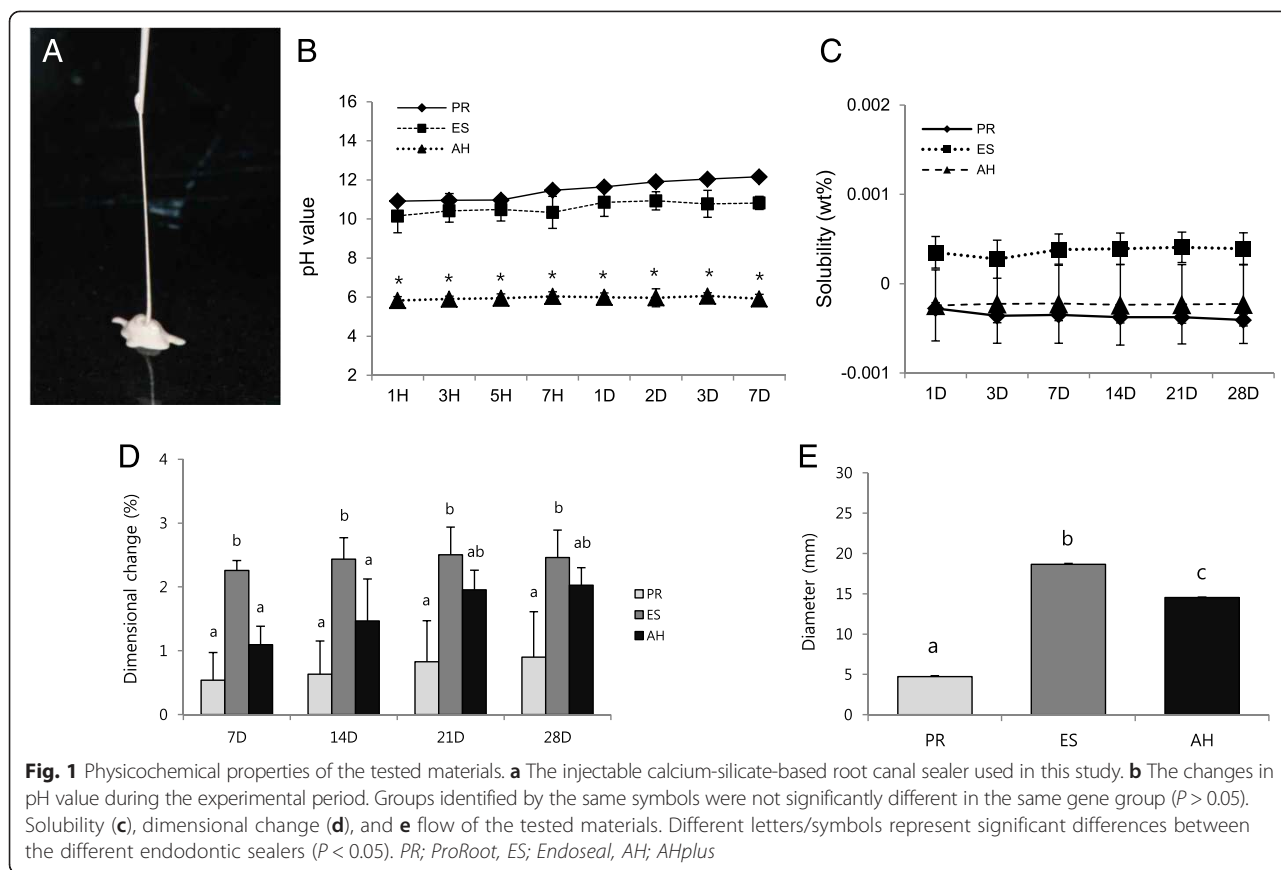 A
B
16
14
12
10
8
6
4
2
pH value
PR
ES
AH
* * * * * * * *
1H 3H 5H 7H 1D 2D 3D 7D
C
0.002
0.001
0
-0.001
Solubility (wt%)
PR
ES
AH
1D 3D 7D 14D 21D 28D
D
4
3
2
1
0
Dimensional change (%)
a b a
a b a
a b ab
a b ab
7D 14D 21D 28D
PR
ES
AH
E
30
25
20
15
10
5
0
Diameter (mm)
a b c
PR ES AH
Fig. 1 Physicochemical properties of the tested materials. a The injectable calcium-silicate-based root canal sealer used in this study. b The changes in
pH value during the experimental period. Groups identified by the same symbols were not significantly different in the same gene group (P > 0.05).
Solubility (c), dimensional change (d), and e flow of the tested materials. Different letters/symbols represent significant differences between
the different endodontic sealers (P < 0.05). PR; ProRoot, ES; Endoseal, AH; AHplus